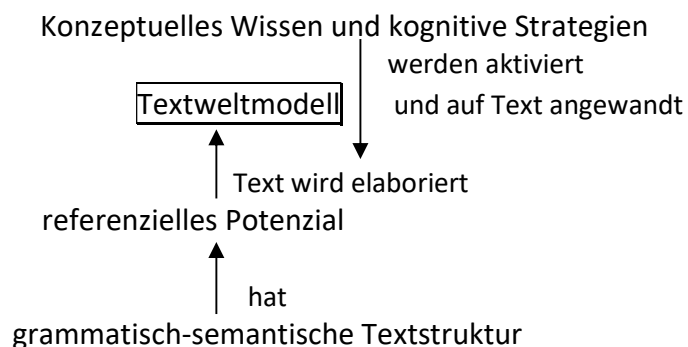 Konzeptuelles Wissen und kognitive Strategien
werden aktiviert
Textweltmodell und auf Text angewandt
Text wird elaboriert
referenzielles Potenzial
hat
grammatisch-semantische Textstruktur